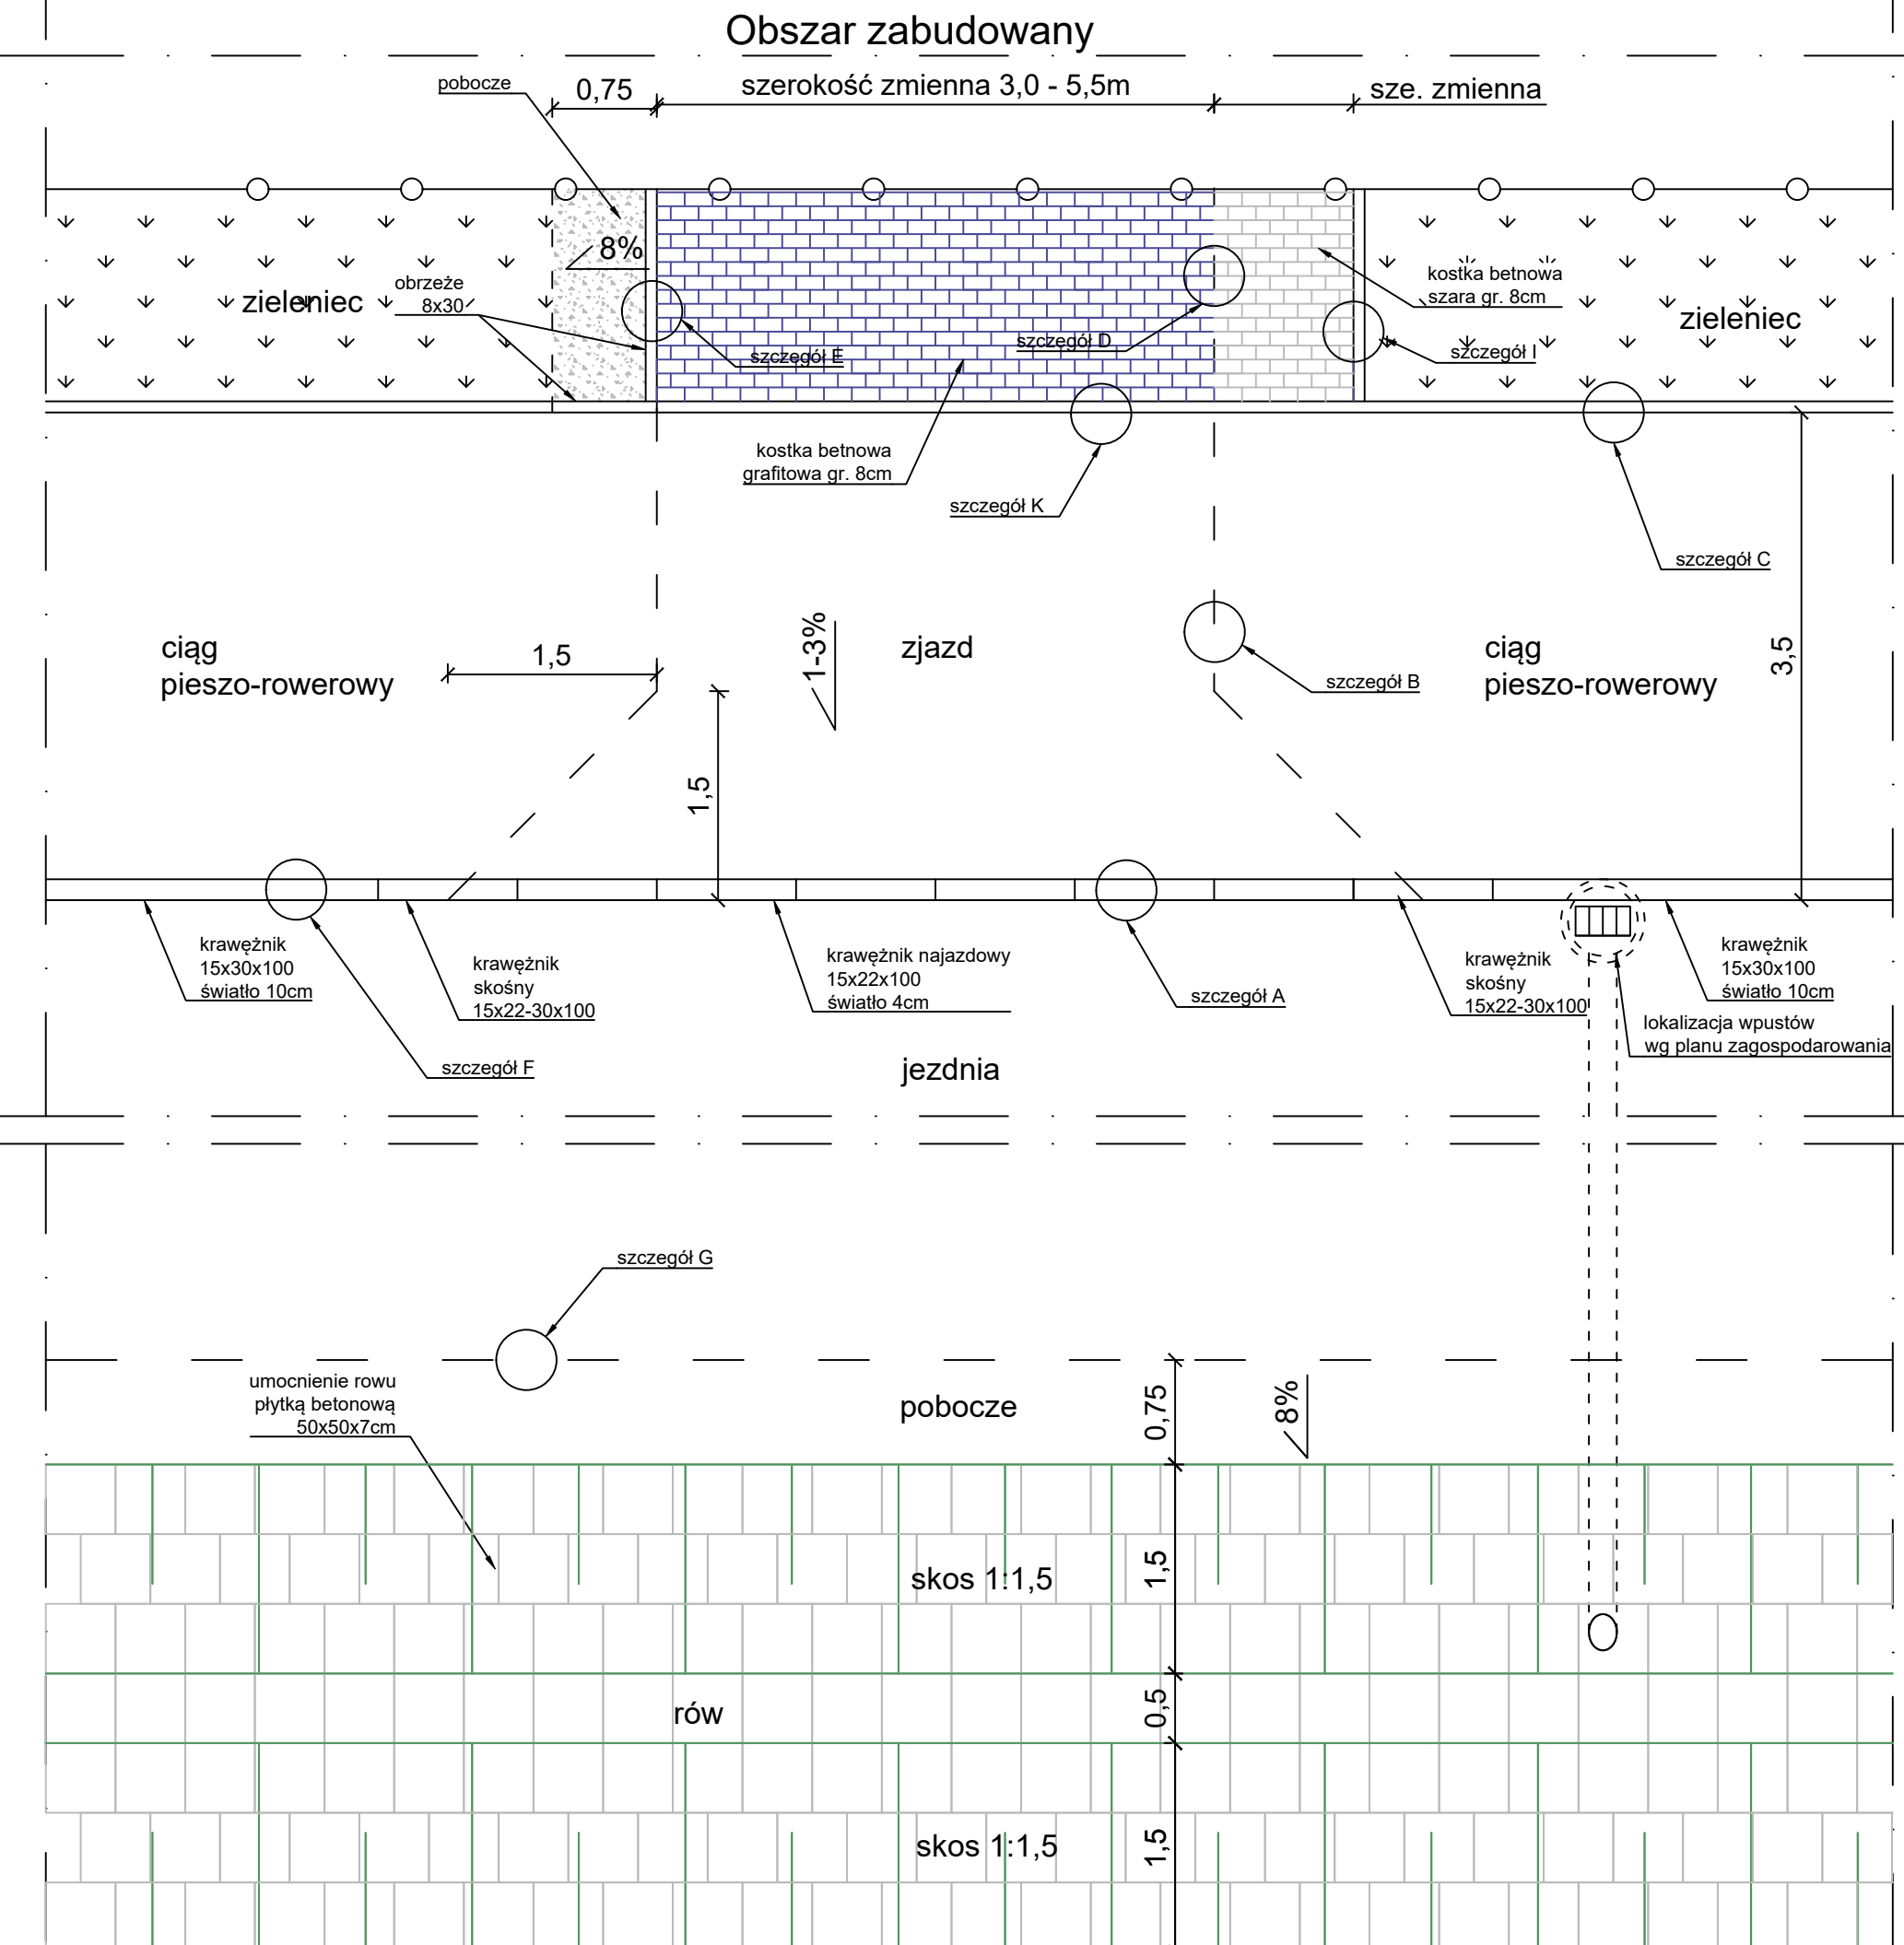 Obszar zabudowany
pobocze
0,75
szerokość zmienna 3,0 - 5,5m
sze. zmienna
8%
obrzeże
8x30
zieleniec
kostka betnowa
szara gr. 8cm
zieleniec
szczegół E
szczegół D
szczegół I
kostka betnowa
grafitowa gr. 8cm
szczegół K
szczegół C
ciąg
pieszo-rowerowy
1,5
1-3%
zjazd
szczegół B
ciąg
pieszo-rowerowy
3,5
1,5
krawężnik
15x30x100
światło 10cm
krawężnik
skośny
15x22-30x100
krawężnik najazdowy
15x22x100
światło 4cm
szczegół A
krawężnik
skośny
15x22-30x100
krawężnik
15x30x100
światło 10cm
lokalizacja wpustów
wg planu zagospodarowania
szczegół F
jezdnia
szczegół G
umocnienie rowu
płytką betonową
50x50x7cm
pobocze
0,75
8%
skos 1:1,5
1,5
rów
0,5
skos 1:1,5
1,5